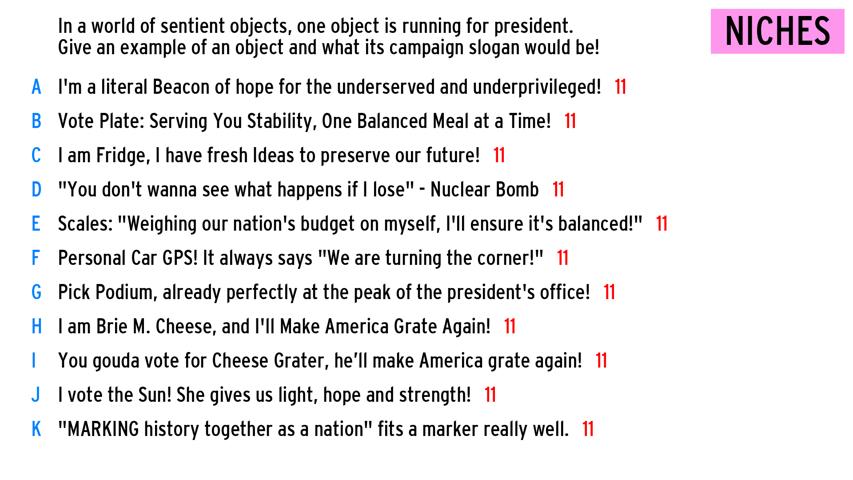 In a world of sentient objects, one object is running for president.
Give an example of an object and what its campaign slogan would be!
NICHES
A I'm a literal Beacon of hope for the underserved and underprivileged! 11
B Vote Plate: Serving You Stability, One Balanced Meal at a Time! 11
C I am Fridge, I have fresh Ideas to preserve our future! 11
D "You don't wanna see what happens if I lose" - Nuclear Bomb 11
E Scales: "Weighing our nation's budget on myself, I'll ensure it's balanced!" 11
F Personal Car GPS! It always says "We are turning the corner!" 11
G Pick Podium, already perfectly at the peak of the president's office! 11
H I am Brie M. Cheese, and I'll Make America Grate Again! 11
I You gouda vote for Cheese Grater, he’ll make America grate again! 11
J I vote the Sun! She gives us light, hope and strength! 11
K "MARKING history together as a nation" fits a marker really well. 11